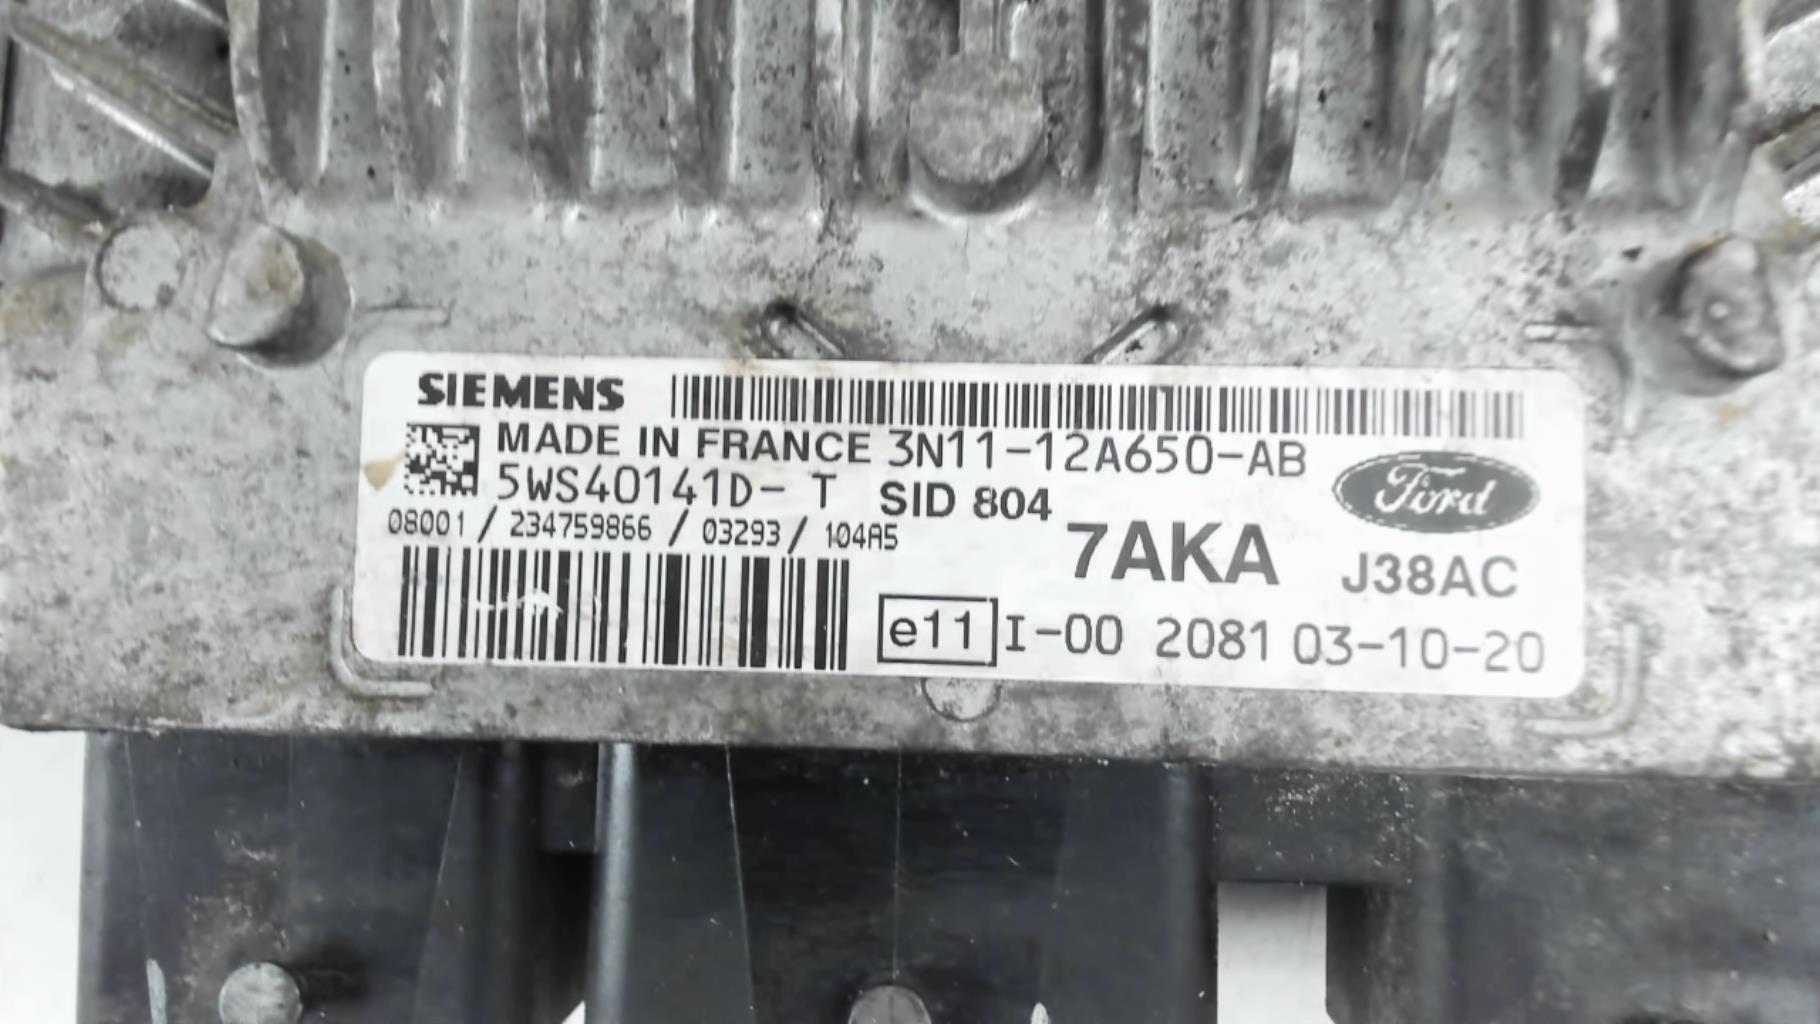 SIEMENS
MADE IN FRANCE 3N11-12A650-AB
5WS40141D- T SID 804 Ford
08001 / 234759866 / 03293 / 104A5
7AKA J38AC
e11 I-00 2081 03-10-20